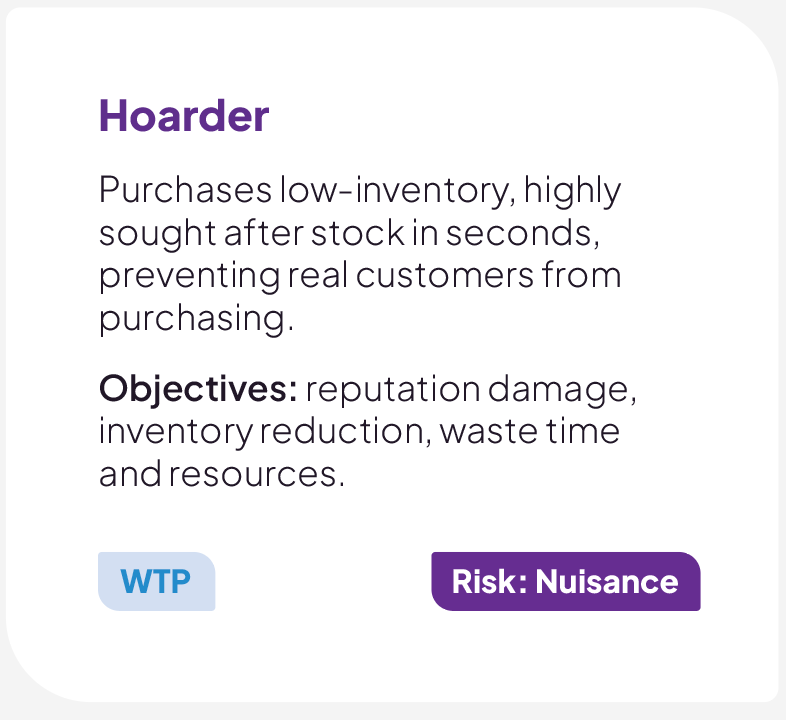 Hoarder
Purchases low-inventory, highly
sought after stock in seconds,
preventing real customers from
purchasing.
Objectives: reputation damage,
inventory reduction, waste time
and resources.
WTP
Risk: Nuisance